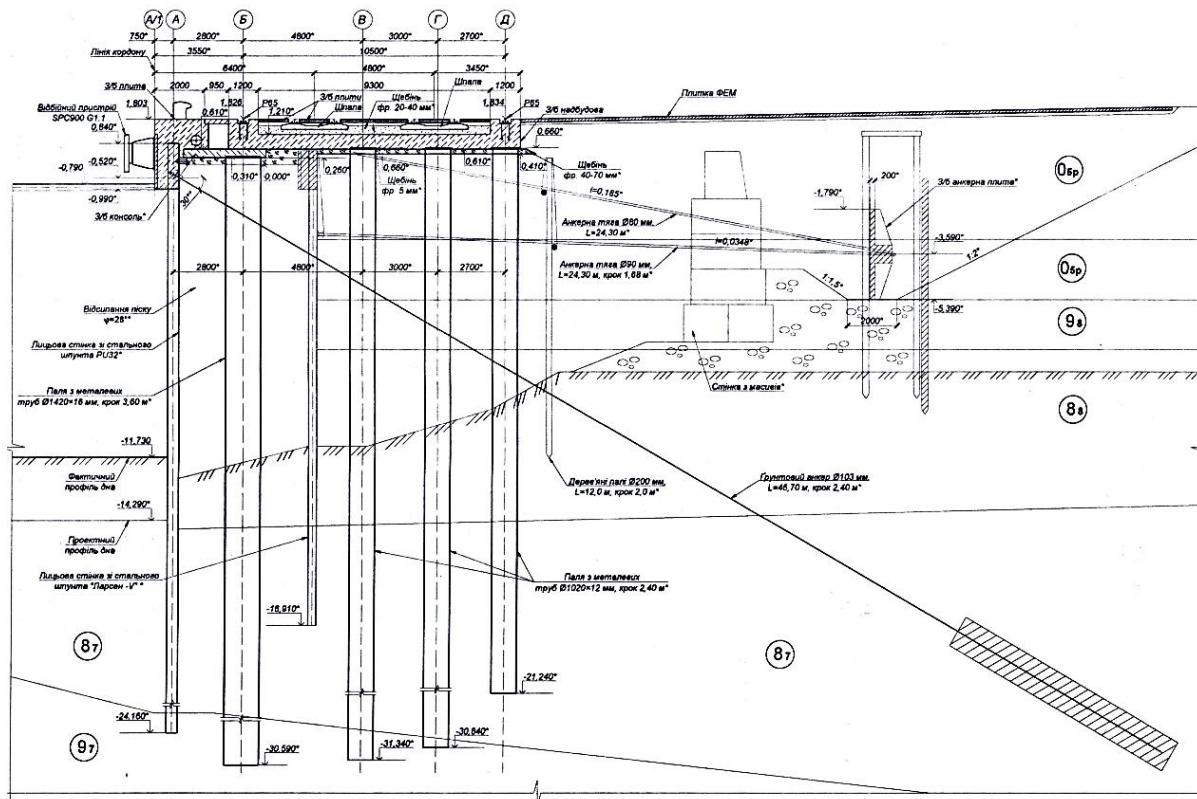 А/1 А Б В Г Д
750* 2800* 4800* 3000* 2700*
3550* 10500*
Лінія кордону
6400* 4800* 3450*
З/б плита
2000 950 1200 9300 1200
Шпала
Плитка ФЕМ
Відбійний пристрій
SPC900 G1.1
1,803 0,610* 1,826 P65 1,210*
З/б плити
Шпала
Щебінь
фр. 20-40 мм*
1,834 P65
З/б надбудова
0,640*
0,660*
-0,790
-0,520*
-0,990*
30°*
З/б консоль*
0,310* 0,000* 0,260* 0,660* 0,610* 0,410*
Щебінь
фр. 5 мм*
Щебінь
фр. 40-70 мм*
i=0,185*
Анкерна тяга Ø80 мм,
L=24,30 м*
i=0,0348*
Анкерна тяга Ø90 мм,
L=24,30 м, крок 1,68 м*
200*
З/б анкерна плита*
-1,790*
-3,590*
0бр
1:2*
1:1,5*
2000*
-5,390*
0бр
9в
2800* 4800* 3000* 2700*
Відсипання піску
φ=28°*
Лицьова стінка зі стального
шпунта PU32*
Паля з металевих
труб Ø1420×16 мм, крок 3,60 м*
Стінка з масивів*
8в
-11,730
Фактичний
профіль дна
-14,290*
Проектний
профіль дна
Дерев'яні палі Ø200 мм,
L=12,0 м, крок 2,0 м*
Ґрунтовий анкер Ø103 мм,
L=46,70 м, крок 2,40 м*
Лицьова стінка зі стального
шпунта "Ларсен -V" *
Паля з металевих
труб Ø1020×12 мм, крок 2,40 м*
-16,910*
87
87
-21,240*
-24,160*
97
-30,590*
-31,340*
-30,640*